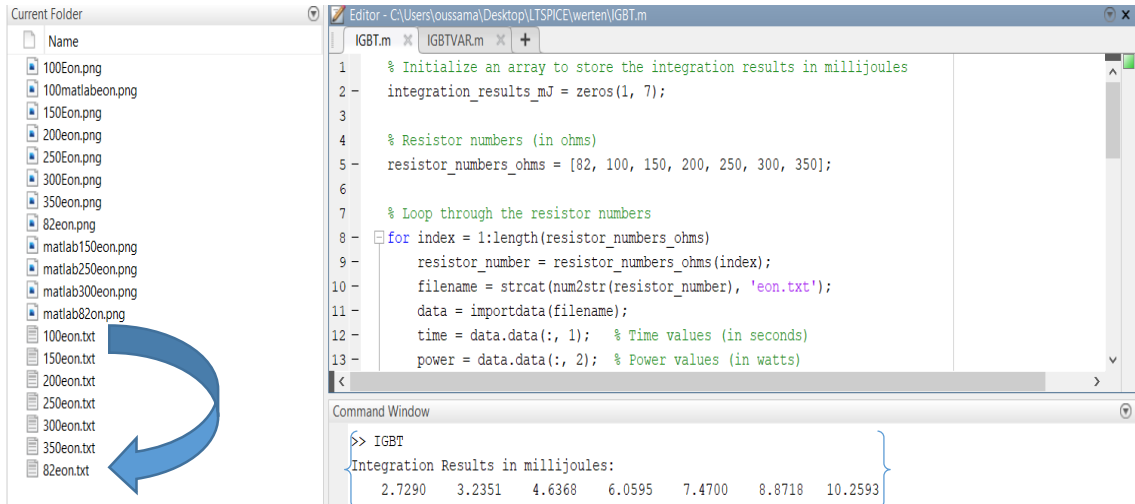 Current Folder
Name
100Eon.png
100matlabeon.png
150Eon.png
200eon.png
250Eon.png
300Eon.png
350eon.png
82eon.png
matlab150eon.png
matlab250eon.png
matlab300eon.png
matlab82on.png
100eon.txt
150eon.txt
200eon.txt
250eon.txt
300eon.txt
350eon.txt
82eon.txt
Editor - C:\Users\oussama\Desktop\LTSPICE\werten\IGBT.m
IGBT.m IGBTVAR.m +
1 % Initialize an array to store the integration results in millijoules
2 - integration_results_mJ = zeros(1, 7);
3
4 % Resistor numbers (in ohms)
5 - resistor_numbers_ohms = [82, 100, 150, 200, 250, 300, 350];
6
7 % Loop through the resistor numbers
8 - for index = 1:length(resistor_numbers_ohms)
9 - resistor_number = resistor_numbers_ohms(index);
10 - filename = strcat(num2str(resistor_number), 'eon.txt');
11 - data = importdata(filename);
12 - time = data.data(:, 1); % Time values (in seconds)
13 - power = data.data(:, 2); % Power values (in watts)
Command Window
>> IGBT
Integration Results in millijoules:
2.7290 3.2351 4.6368 6.0595 7.4700 8.8718 10.2593